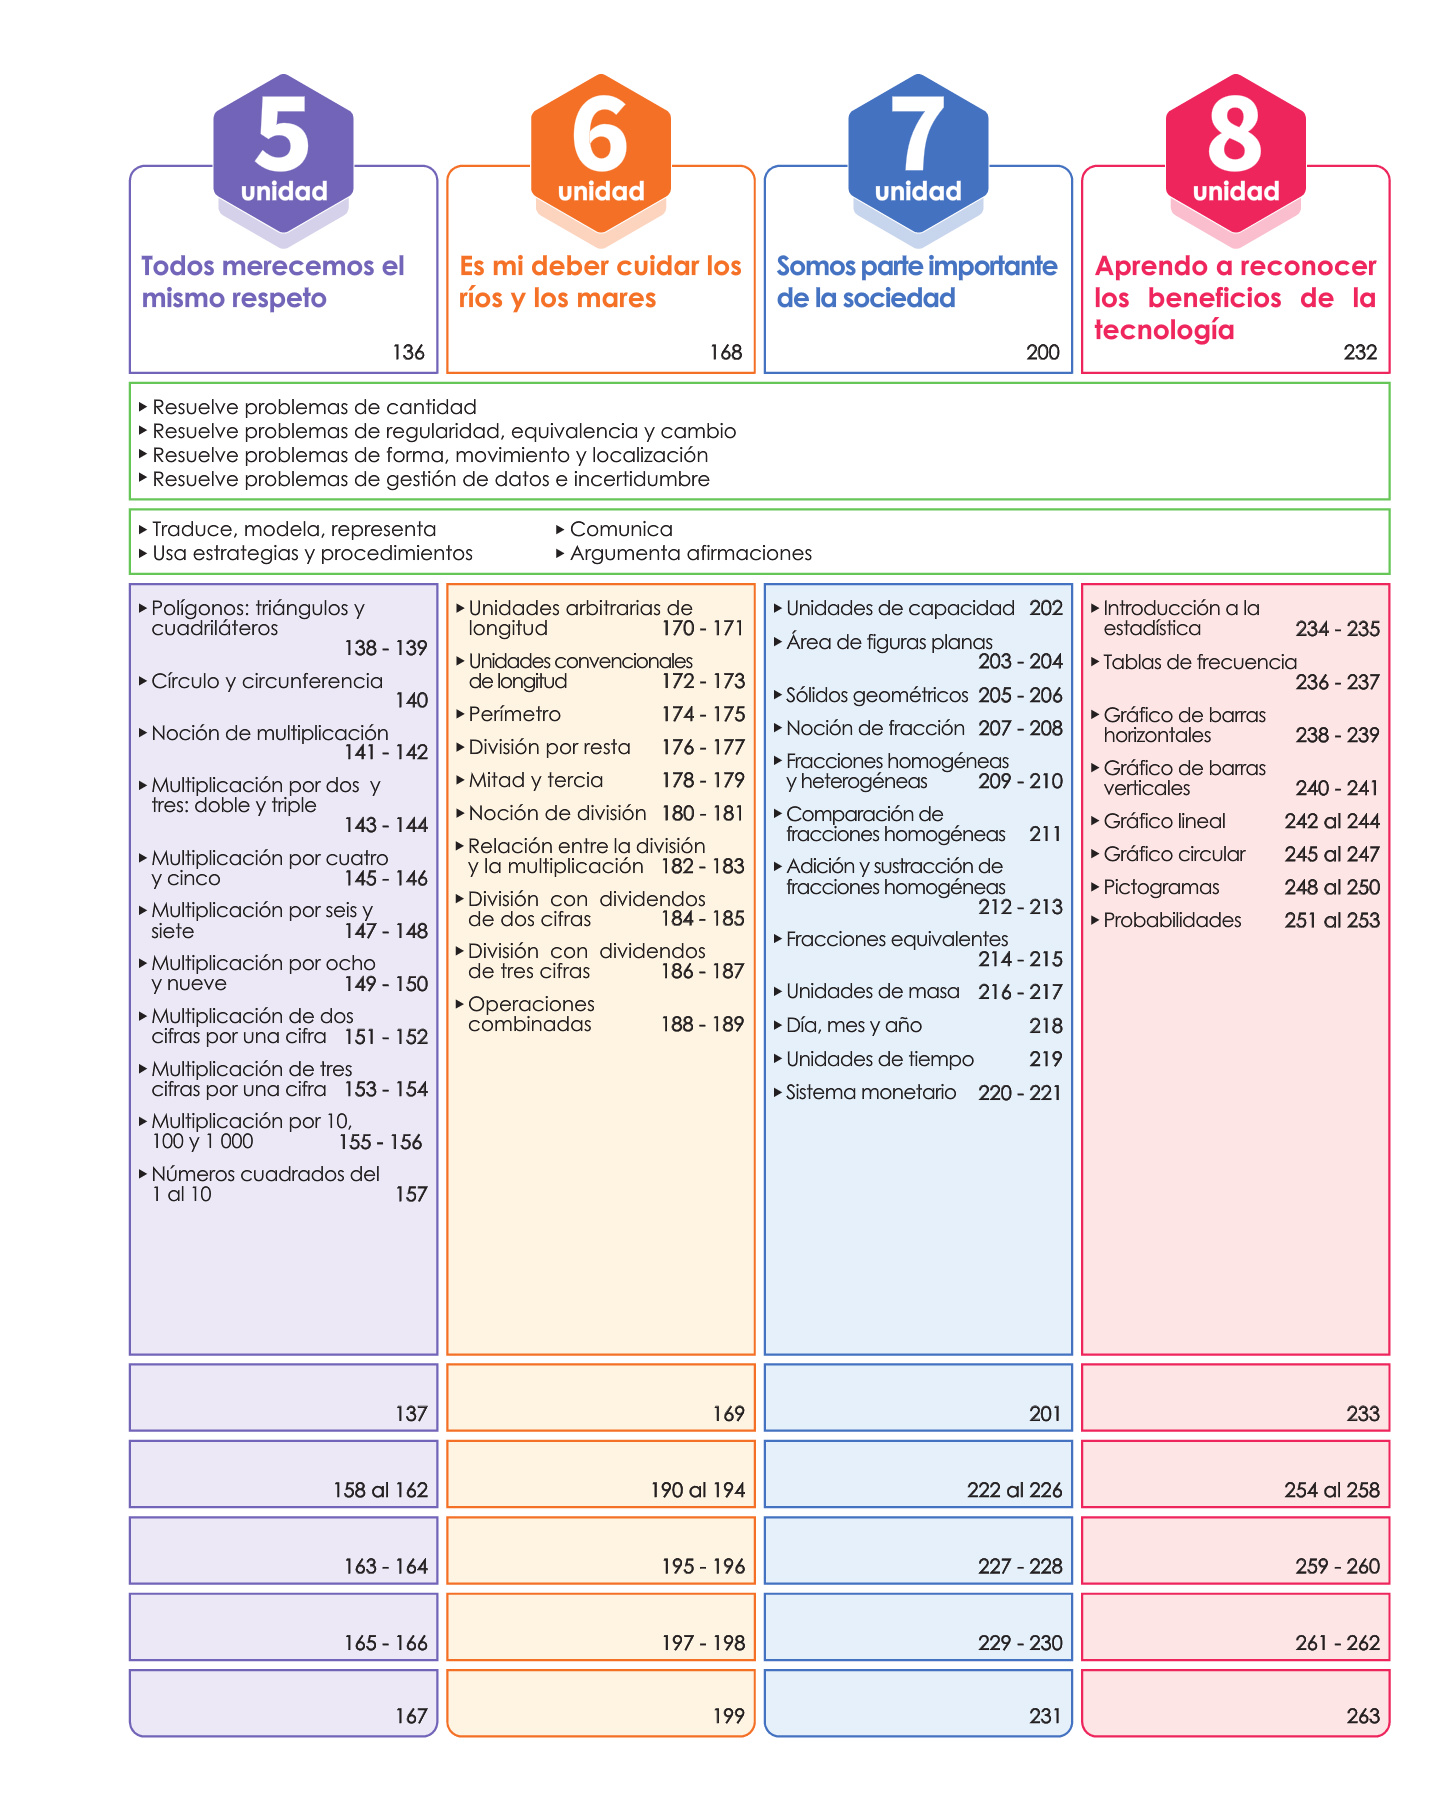 5
unidad
Todos merecemos el
mismo respeto
136
6
unidad
Es mi deber cuidar los
ríos y los mares
168
7
unidad
Somos parte importante
de la sociedad
200
8
unidad
Aprendo a reconocer
los beneficios de la
tecnología
232
▸ Resuelve problemas de cantidad
▸ Resuelve problemas de regularidad, equivalencia y cambio
▸ Resuelve problemas de forma, movimiento y localización
▸ Resuelve problemas de gestión de datos e incertidumbre
▸ Traduce, modela, representa
▸ Usa estrategias y procedimientos
▸ Comunica
▸ Argumenta afirmaciones
▸ Polígonos: triángulos y
cuadriláteros
138 - 139
▸ Círculo y circunferencia
140
▸ Noción de multiplicación
141 - 142
▸ Multiplicación por dos y
tres: doble y triple
143 - 144
▸ Multiplicación por cuatro
y cinco 145 - 146
▸ Multiplicación por seis y
siete 147 - 148
▸ Multiplicación por ocho
y nueve 149 - 150
▸ Multiplicación de dos
cifras por una cifra 151 - 152
▸ Multiplicación de tres
cifras por una cifra 153 - 154
▸ Multiplicación por 10,
100 y 1 000 155 - 156
▸ Números cuadrados del
1 al 10 157
▸ Unidades arbitrarias de
longitud 170 - 171
▸ Unidades convencionales
de longitud 172 - 173
▸ Perímetro 174 - 175
▸ División por resta 176 - 177
▸ Mitad y tercia 178 - 179
▸ Noción de división 180 - 181
▸ Relación entre la división
y la multiplicación 182 - 183
▸ División con dividendos
de dos cifras 184 - 185
▸ División con dividendos
de tres cifras 186 - 187
▸ Operaciones
combinadas 188 - 189
▸ Unidades de capacidad 202
▸ Área de figuras planas
203 - 204
▸ Sólidos geométricos 205 - 206
▸ Noción de fracción 207 - 208
▸ Fracciones homogéneas
y heterogéneas 209 - 210
▸ Comparación de
fracciones homogéneas 211
▸ Adición y sustracción de
fracciones homogéneas
212 - 213
▸ Fracciones equivalentes
214 - 215
▸ Unidades de masa 216 - 217
▸ Día, mes y año 218
▸ Unidades de tiempo 219
▸ Sistema monetario 220 - 221
▸ Introducción a la
estadística 234 - 235
▸ Tablas de frecuencia
236 - 237
▸ Gráfico de barras
horizontales 238 - 239
▸ Gráfico de barras
verticales 240 - 241
▸ Gráfico lineal 242 al 244
▸ Gráfico circular 245 al 247
▸ Pictogramas 248 al 250
▸ Probabilidades 251 al 253
137
169
201
233
158 al 162
190 al 194
222 al 226
254 al 258
163 - 164
195 - 196
227 - 228
259 - 260
165 - 166
197 - 198
229 - 230
261 - 262
167
199
231
263